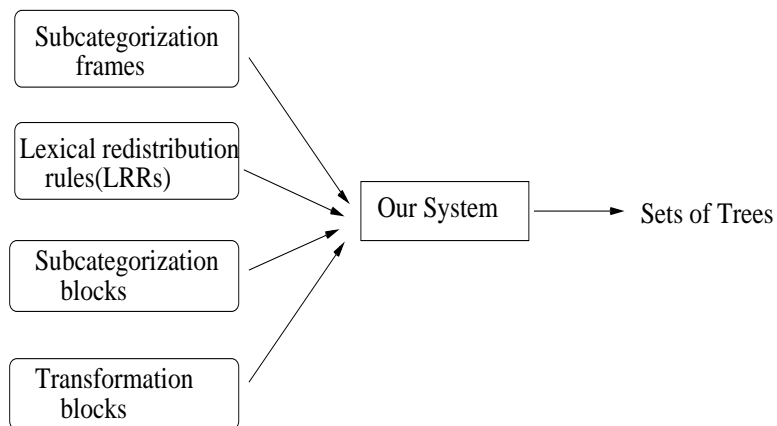 Subcategorization
frames
Lexical redistribution
rules(LRRs)
Our System
Sets of Trees
Subcategorization
blocks
Transformation
blocks